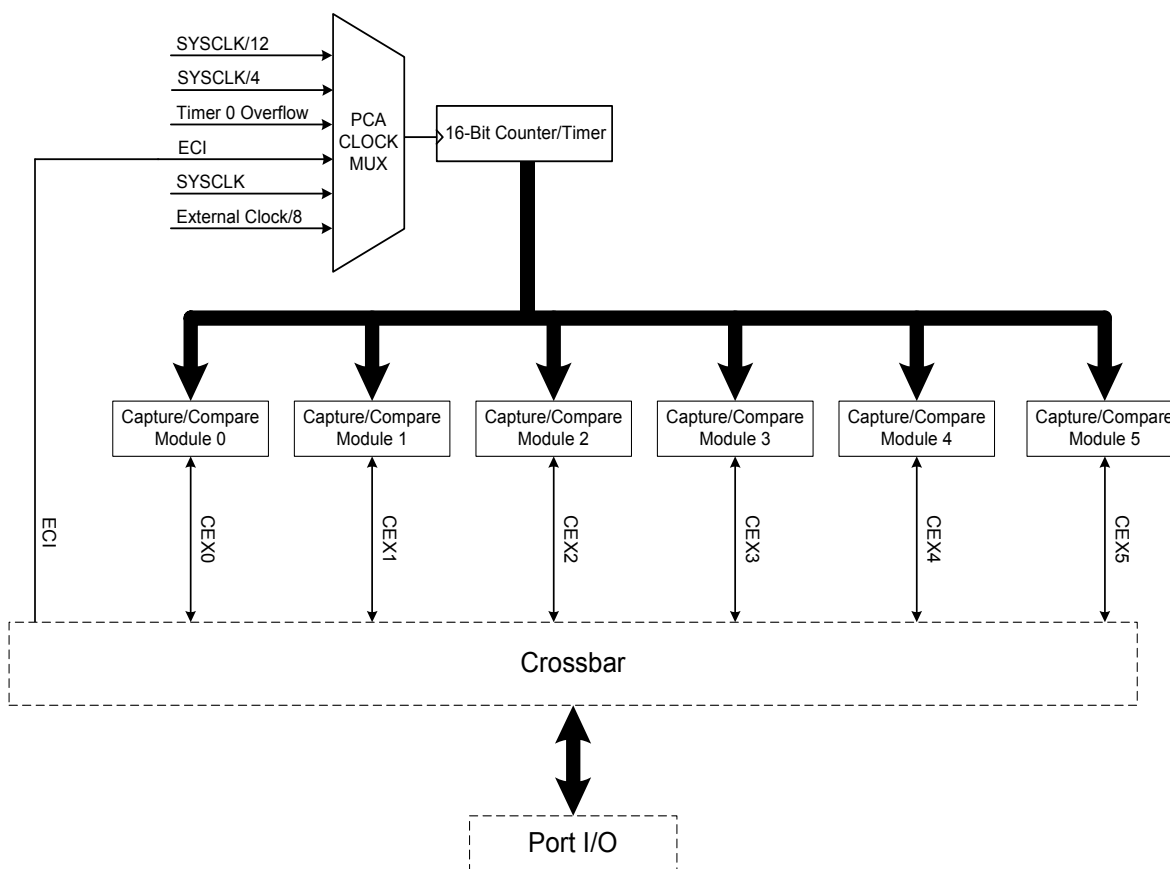 SYSCLK/12
SYSCLK/4
Timer 0 Overflow
ECI
SYSCLK
External Clock/8
PCA
CLOCK
MUX
16-Bit Counter/Timer
Capture/Compare
Module 0
Capture/Compare
Module 1
Capture/Compare
Module 2
Capture/Compare
Module 3
Capture/Compare
Module 4
Capture/Compare
Module 5
ECI
CEX0
CEX1
CEX2
CEX3
CEX4
CEX5
Crossbar
Port I/O